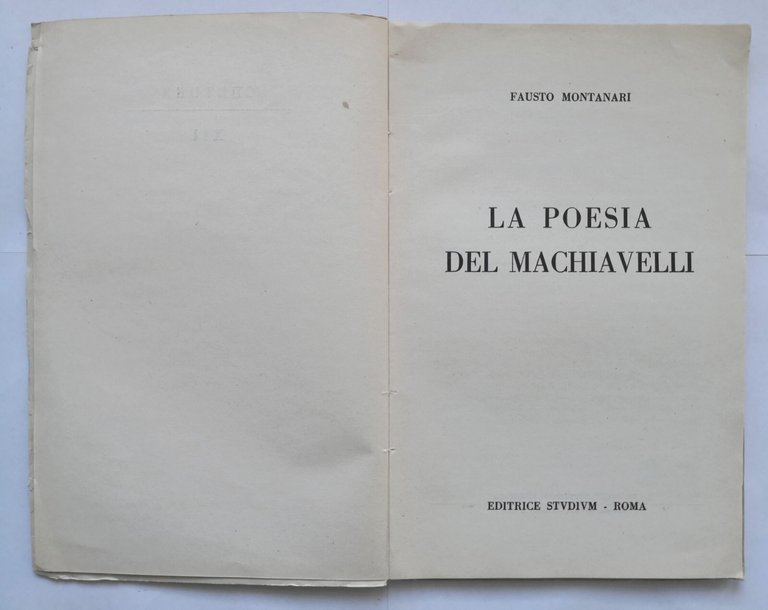 FAUSTO MONTANARI
LA POESIA
DEL MACHIAVELLI
EDITRICE STVDIVM - ROMA